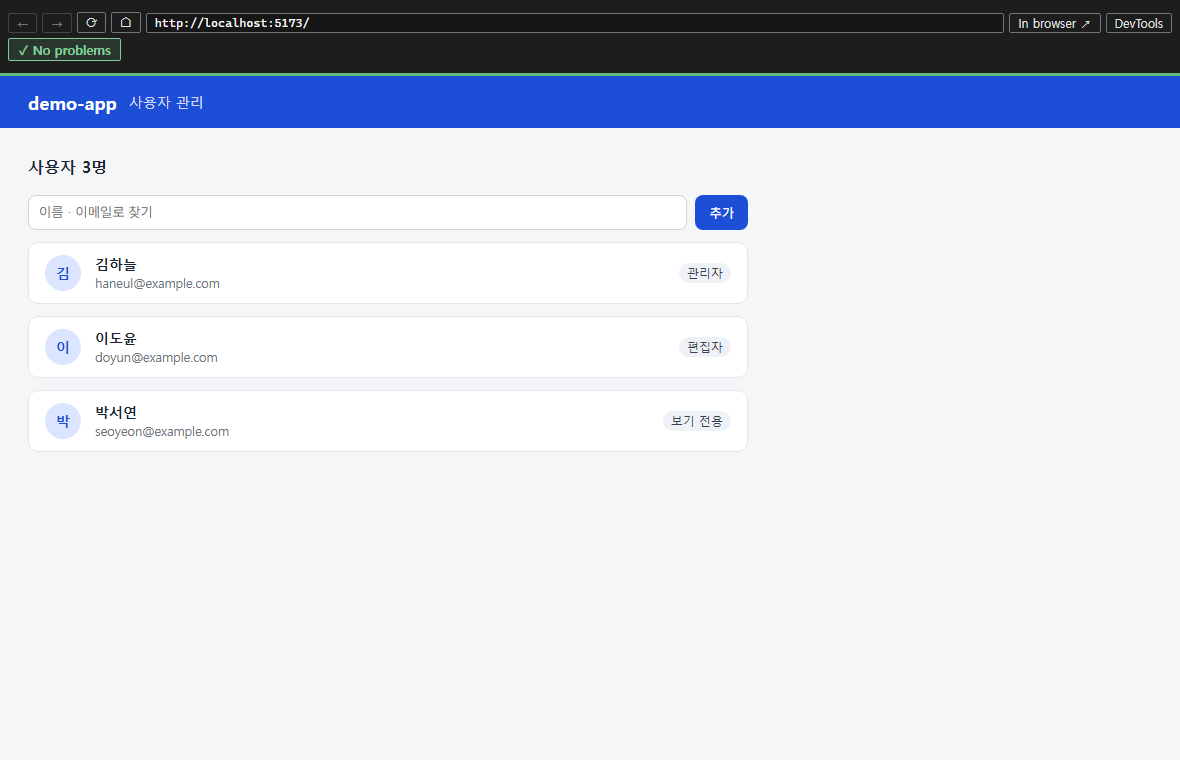 ← → ⟳ ⌂ http://localhost:5173/ In browser ↗ DevTools
✓ No problems
demo-app 사용자 관리
사용자 3명
이름 · 이메일로 찾기 추가
김 김하늘 관리자
haneul@example.com
이 이도윤 편집자
doyun@example.com
박 박서연 보기 전용
seoyeon@example.com